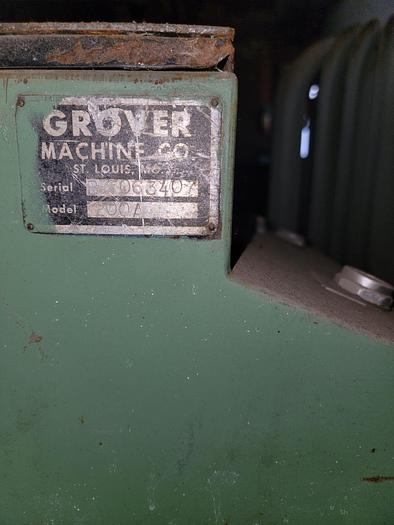 GROVER
MACHINE CO.
ST. LOUIS, MO.
Serial
Model